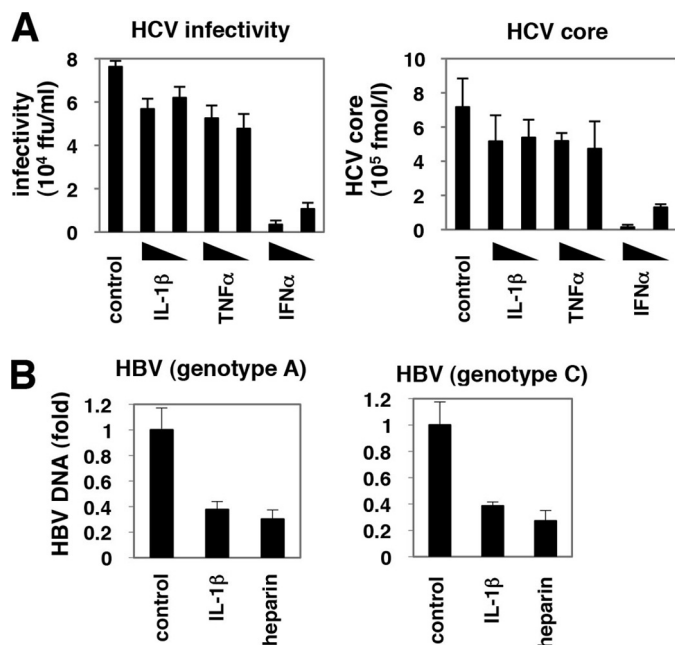 A
HCV infectivity
HCV core
infectivity
(10⁴ ffu/ml)
8
6
4
2
0
control
IL-1β
TNFα
IFNα
HCV core
(10⁵ fmol/l)
10
8
6
4
2
0
control
IL-1β
TNFα
IFNα
B
HBV (genotype A)
HBV (genotype C)
HBV DNA (fold)
1.2
1
0.8
0.6
0.4
0.2
0
control
IL-1β
heparin
1.2
1
0.8
0.6
0.4
0.2
0
control
IL-1β
heparin